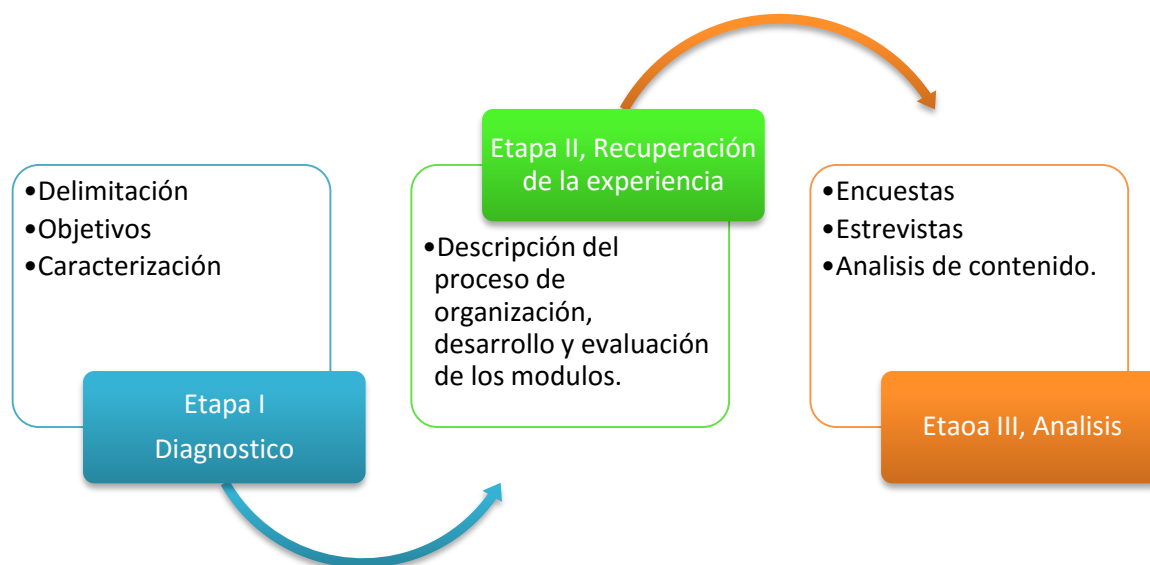 •Delimitación
•Objetivos
•Caracterización
Etapa I
Diagnostico
Etapa II, Recuperación
de la experiencia
•Descripción del
proceso de
organización,
desarrollo y evaluación
de los modulos.
•Encuestas
•Estrevistas
•Analisis de contenido.
Etaoa III, Analisis